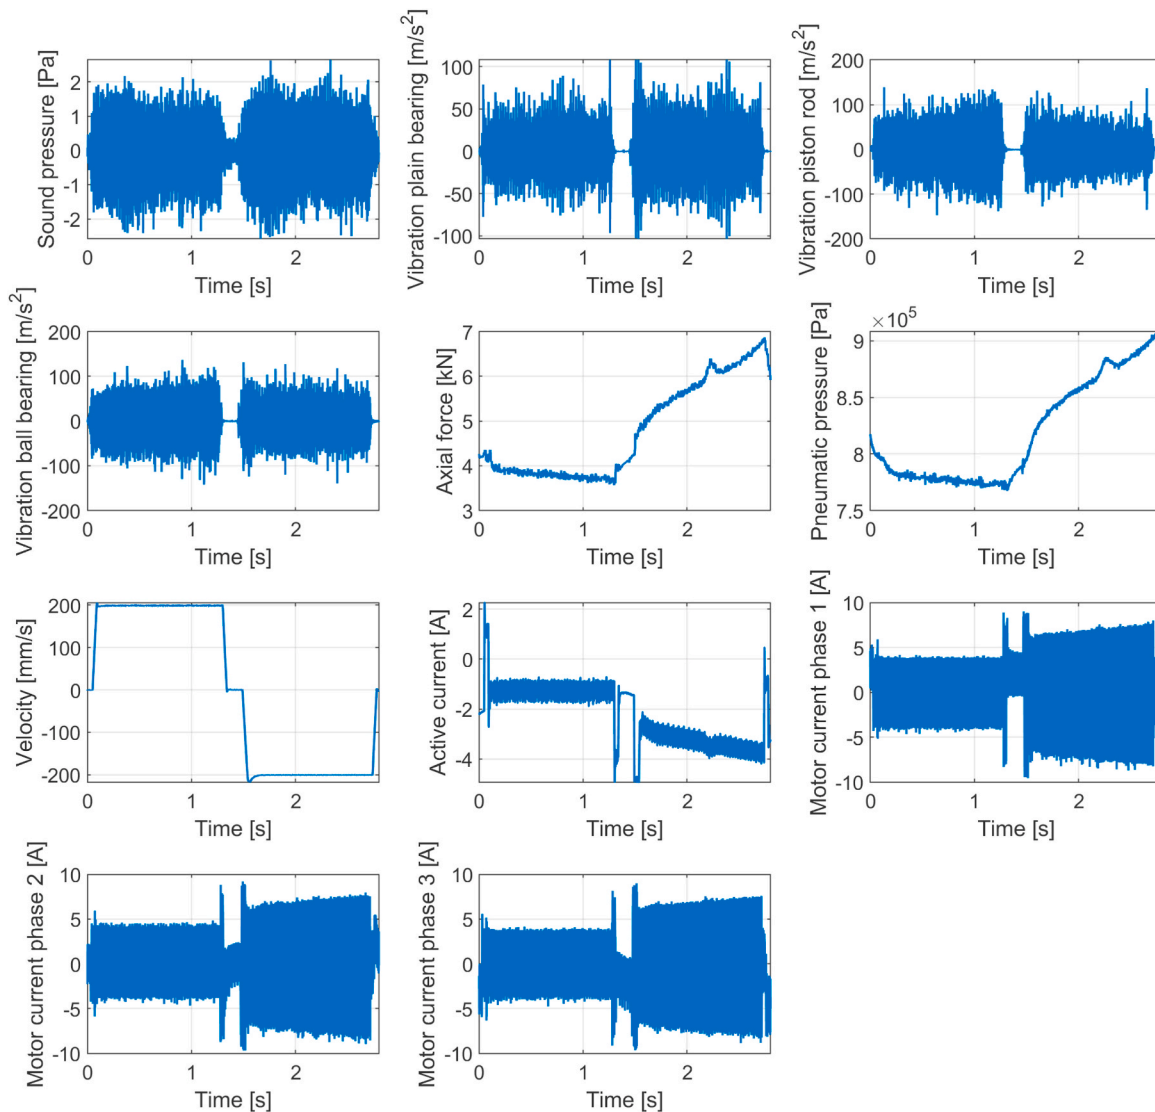 Sound pressure [Pa]
2
1
0
-1
-2
0 1 2
Time [s]
Vibration plain bearing [m/s²]
100
50
0
-50
-100
0 1 2
Time [s]
Vibration piston rod [m/s²]
200
100
0
-100
-200
0 1 2
Time [s]
Vibration ball bearing [m/s²]
200
100
0
-100
-200
0 1 2
Time [s]
Axial force [kN]
7
6
5
4
3
0 1 2
Time [s]
Pneumatic pressure [Pa]
×10⁵
9
8.5
8
7.5
0 1 2
Time [s]
Velocity [mm/s]
200
100
0
-100
-200
0 1 2
Time [s]
Active current [A]
2
0
-2
-4
0 1 2
Time [s]
Motor current phase 1 [A]
10
5
0
-5
-10
0 1 2
Time [s]
Motor current phase 2 [A]
10
5
0
-5
-10
0 1 2
Time [s]
Motor current phase 3 [A]
10
5
0
-5
-10
0 1 2
Time [s]